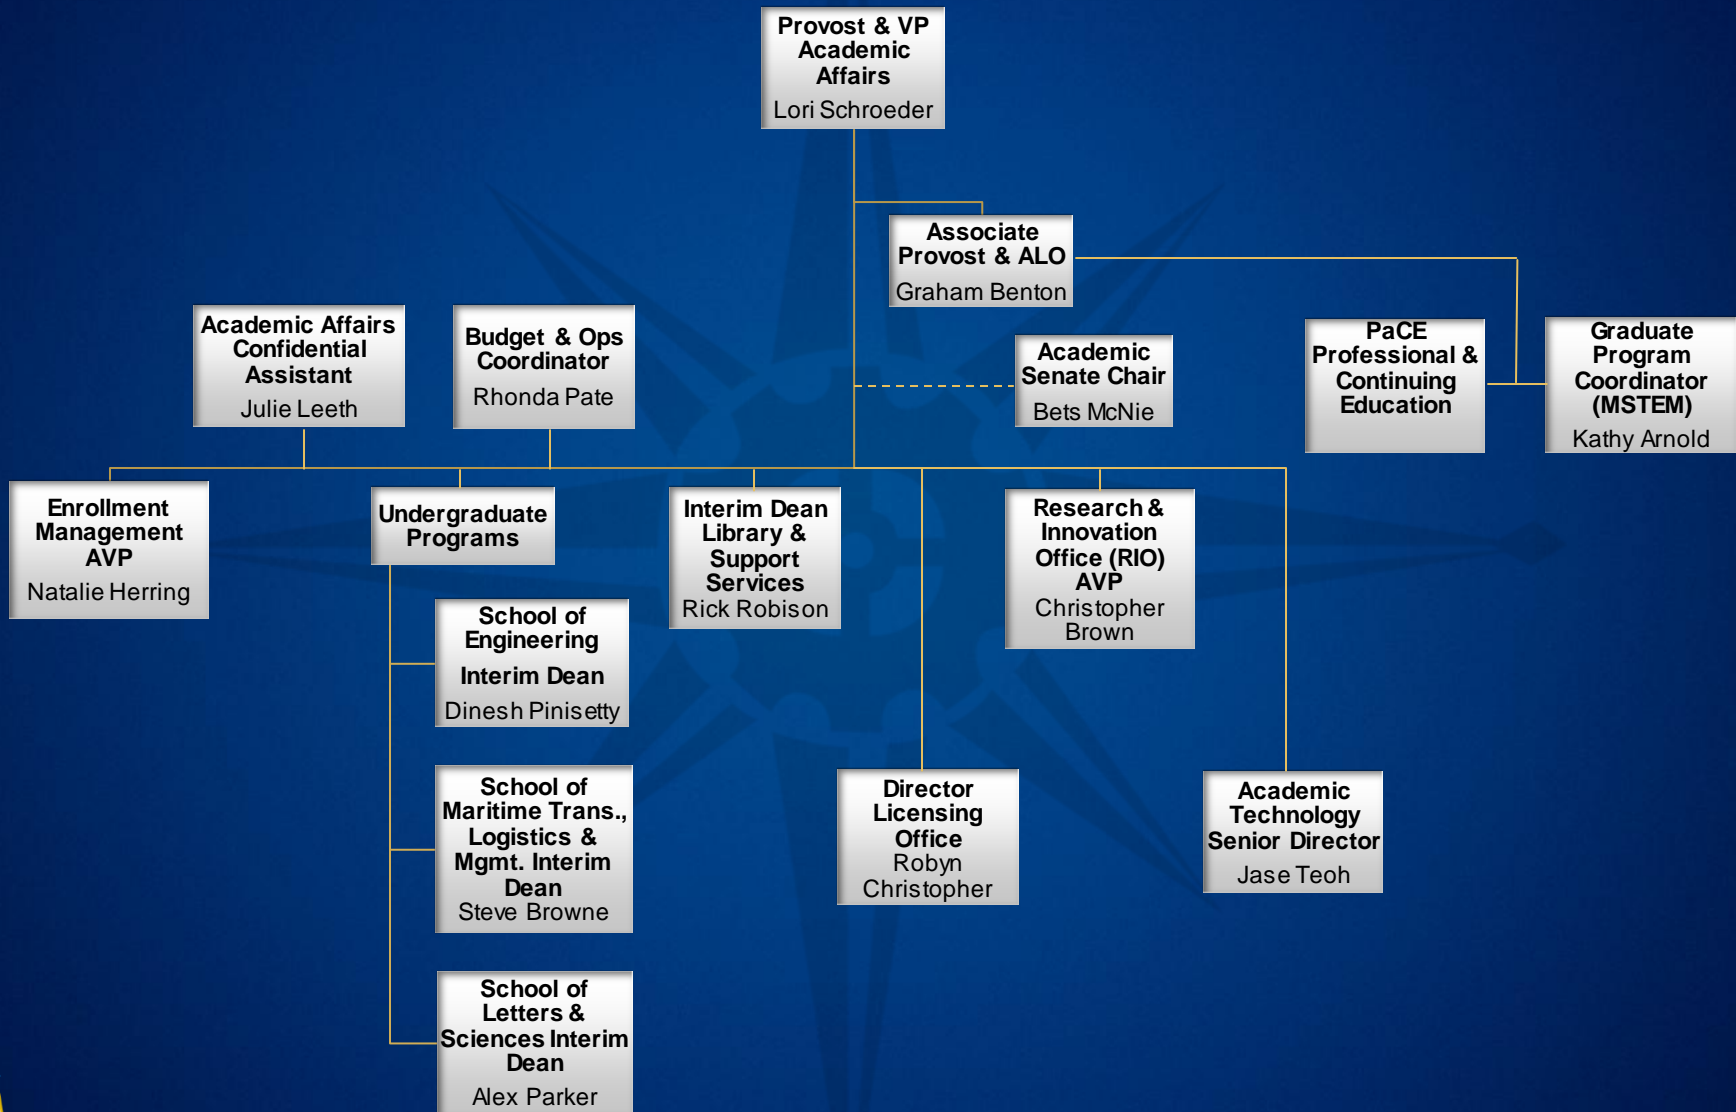 Provost & VP
Academic
Affairs
Lori Schroeder
Associate
Provost & ALO
Graham Benton
Academic Affairs
Confidential
Assistant
Julie Leeth
Budget & Ops
Coordinator
Rhonda Pate
Academic
Senate Chair
Bets McNie
PaCE
Professional &
Continuing
Education
Graduate
Program
Coordinator
(MSTEM)
Kathy Arnold
Enrollment
Management
AVP
Natalie Herring
Undergraduate
Programs
Interim Dean
Library &
Support
Services
Rick Robison
Research &
Innovation
Office (RIO)
AVP
Christopher
Brown
School of
Engineering
Interim Dean
Dinesh Pinisetty
School of
Maritime Trans.,
Logistics &
Mgmt. Interim
Dean
Steve Browne
Director
Licensing
Office
Robyn
Christopher
Academic
Technology
Senior Director
Jase Teoh
School of
Letters &
Sciences Interim
Dean
Alex Parker